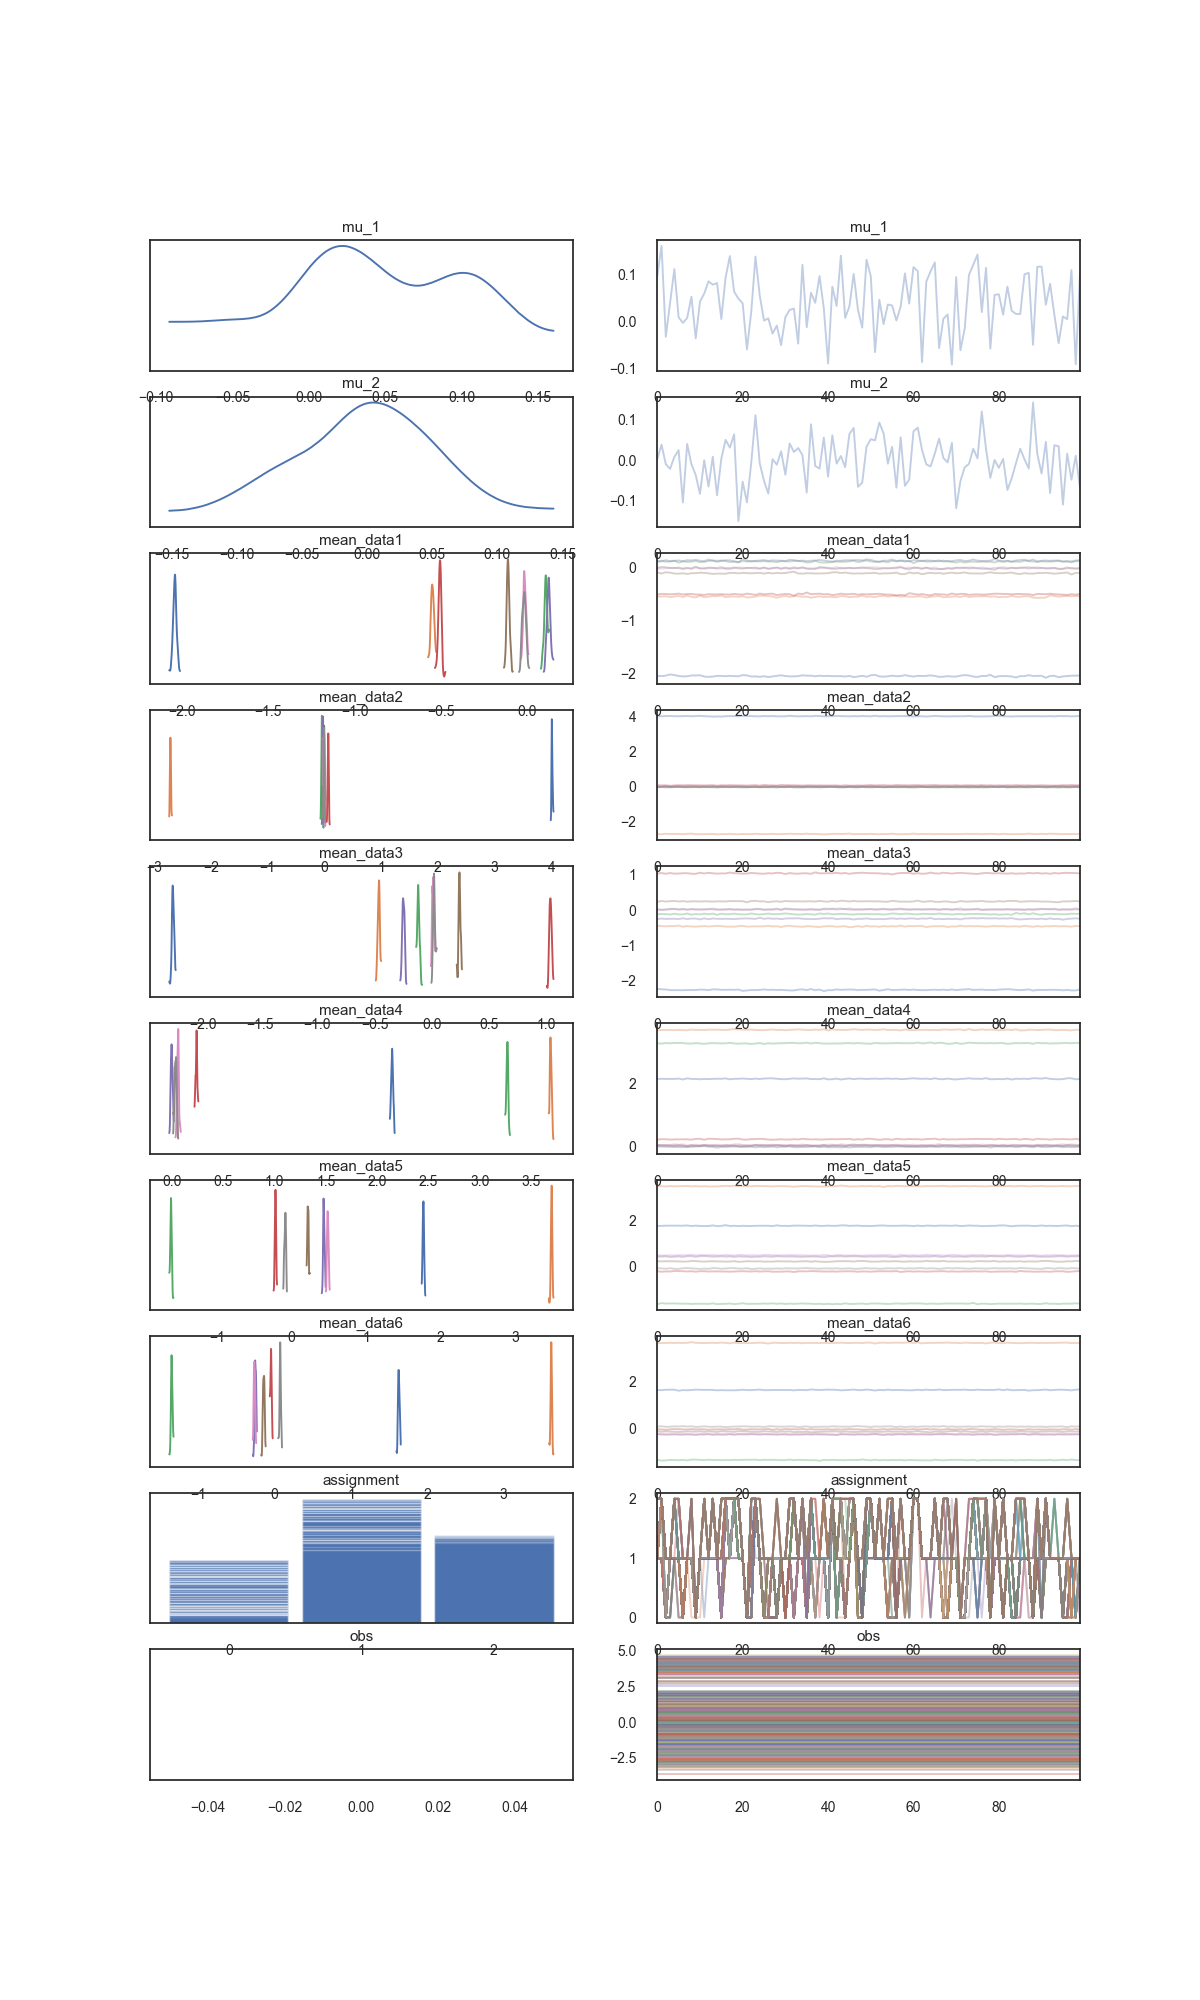 mu_1 mu_1
0.1
0.0
−0.1
mu_2 mu_2
−0.10 −0.05 0.00 0.05 0.10 0.15 0 20 40 60 80
0.1
0.0
−0.1
mean_data1 mean_data1
−0.15 −0.10 −0.05 0.00 0.05 0.10 0.15 0 20 40 60 80
0
−1
−2
mean_data2 mean_data2
−2.0 −1.5 −1.0 −0.5 0.0 0 20 40 60 80
4
2
0
−2
mean_data3 mean_data3
−3 −2 −1 0 1 2 3 4 0 20 40 60 80
1
0
−1
−2
mean_data4 mean_data4
−2.0 −1.5 −1.0 −0.5 0.0 0.5 1.0 0 20 40 60 80
2
0
mean_data5 mean_data5
0.0 0.5 1.0 1.5 2.0 2.5 3.0 3.5 0 20 40 60 80
2
0
mean_data6 mean_data6
−1 0 1 2 3 0 20 40 60 80
2
0
assignment assignment
−1 0 1 2 3 0 20 40 60 80
2
1
0
obs obs
0 1 2 0 20 40 60 80
5.0
2.5
0.0
−2.5
−0.04 −0.02 0.00 0.02 0.04 0 20 40 60 80